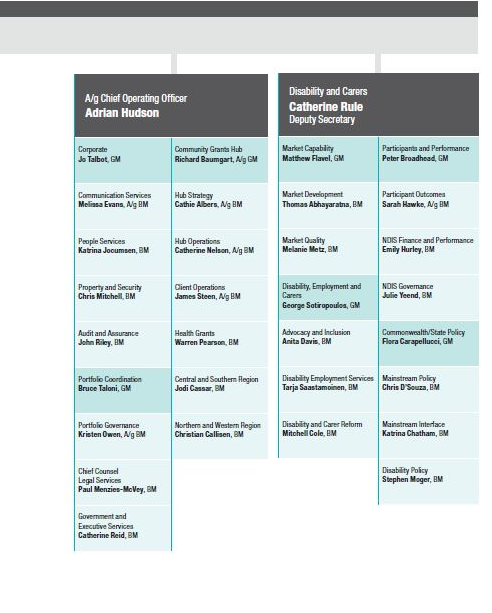 A/g Chief Operating Officer
Adrian Hudson
Corporate
Jo Talbot, GM
Communication Services
Melissa Evans, A/g BM
People Services
Katrina Jocumsen, BM
Property and Security
Chris Mitchell, BM
Audit and Assurance
John Riley, BM
Portfolio Coordination
Bruce Taloni, GM
Portfolio Governance
Kristen Owen, A/g BM
Chief Counsel
Legal Services
Paul Menzies-McVey, BM
Government and
Executive Services
Catherine Reid, BM
Community Grants Hub
Richard Baumgart, A/g GM
Hub Strategy
Cathie Albers, A/g BM
Hub Operations
Catherine Nelson, A/g BM
Client Operations
James Steen, A/g BM
Health Grants
Warren Pearson, BM
Central and Southern Region
Jodi Cassar, BM
Northern and Western Region
Christian Callisen, BM
Disability and Carers
Catherine Rule
Deputy Secretary
Market Capability
Matthew Flavel, GM
Market Development
Thomas Abhayaratna, BM
Market Quality
Melanie Metz, BM
Disability, Employment and
Carers
George Sotiropoulos, GM
Advocacy and Inclusion
Anita Davis, BM
Disability Employment Services
Tarja Saastamoinen, BM
Disability and Carer Reform
Mitchell Cole, BM
Participants and Performance
Peter Broadhead, GM
Participant Outcomes
Sarah Hawke, A/g BM
NDIS Finance and Performance
Emily Hurley, BM
NDIS Governance
Julie Yeend, BM
Commonwealth/State Policy
Flora Carapellucci, GM
Mainstream Policy
Chris D'Souza, BM
Mainstream Interface
Katrina Chatham, BM
Disability Policy
Stephen Moger, BM